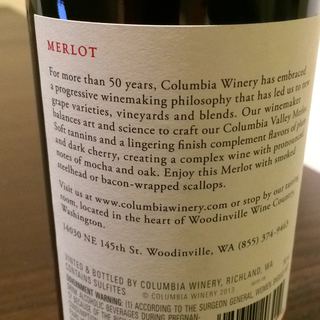 MERLOT
For more than 50 years, Columbia Winery has embraced
a progressive winemaking philosophy that has led us to new
grape varieties, vineyards and blends. Our winemaker
balances art and science to craft our Columbia Valley Merlot.
Soft tannins and a lingering finish complement flavors of plum
and dark cherry, creating a complex wine with pronounced
notes of mocha and oak. Enjoy this Merlot with smoked
steelhead or bacon-wrapped scallops.
Visit us at www.columbiawinery.com or stop by our tasting
room, located in the heart of Woodinville Wine Country,
Washington.
14030 NE 145th St. Woodinville, WA (855) 374-9463
VINTED & BOTTLED BY COLUMBIA WINERY, RICHLAND, WA
CONTAINS SULFITES © COLUMBIA WINERY 2013
GOVERNMENT WARNING: (1) ACCORDING TO THE SURGEON GENERAL, WOMEN
ALCOHOLIC BEVERAGES DURING PREGNAN-